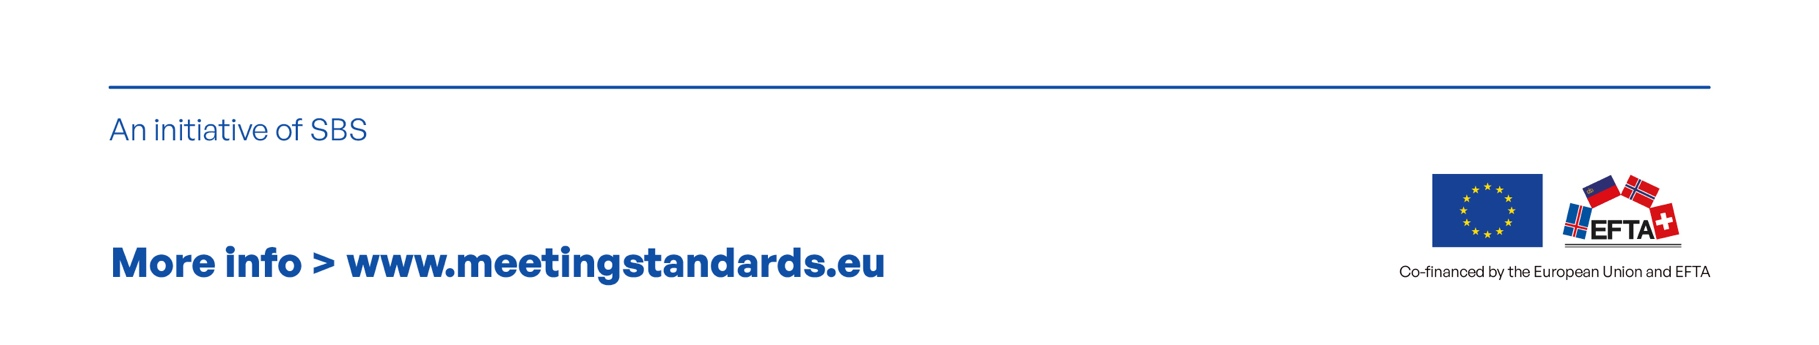 An initiative of SBS
More info > www.meetingstandards.eu
EFTA
Co-financed by the European Union and EFTA